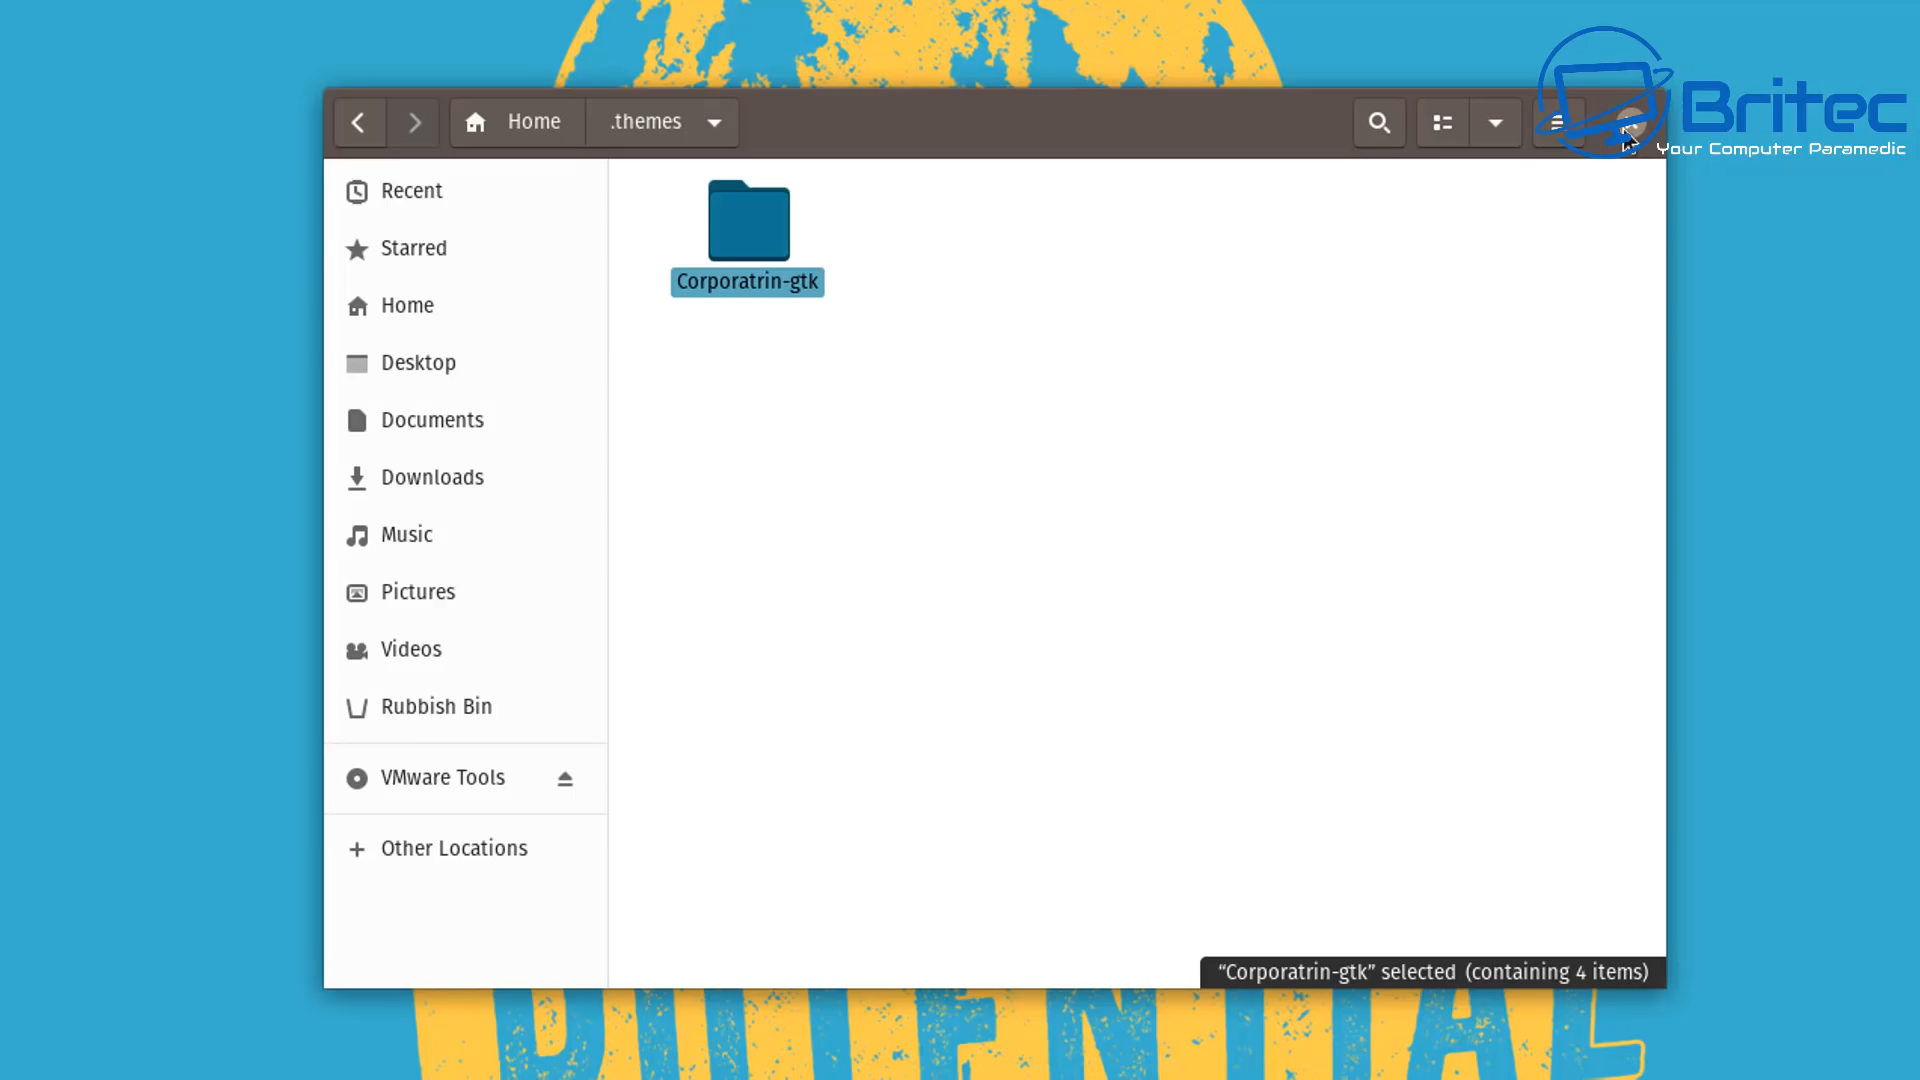 Home
.themes
Britec
Your Computer Paramedic
Recent
Starred
Home
Desktop
Documents
Downloads
Music
Pictures
Videos
Rubbish Bin
VMware Tools
Other Locations
Corporatrin-gtk
“Corporatrin-gtk” selected (containing 4 items)
POTENTIAL